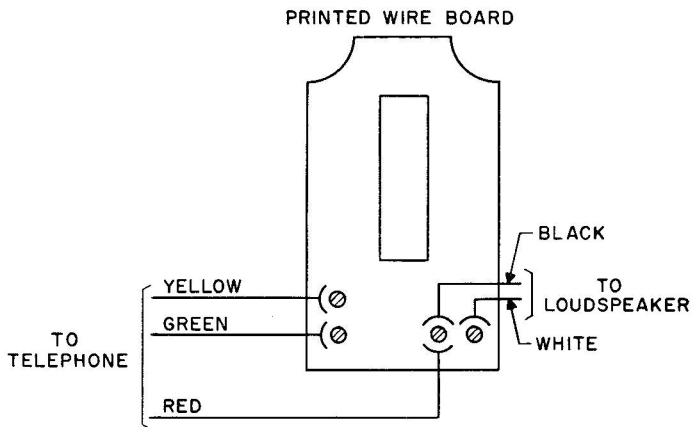 PRINTED WIRE BOARD
BLACK
TO
LOUDSPEAKER
WHITE
YELLOW
GREEN
TO
TELEPHONE
RED